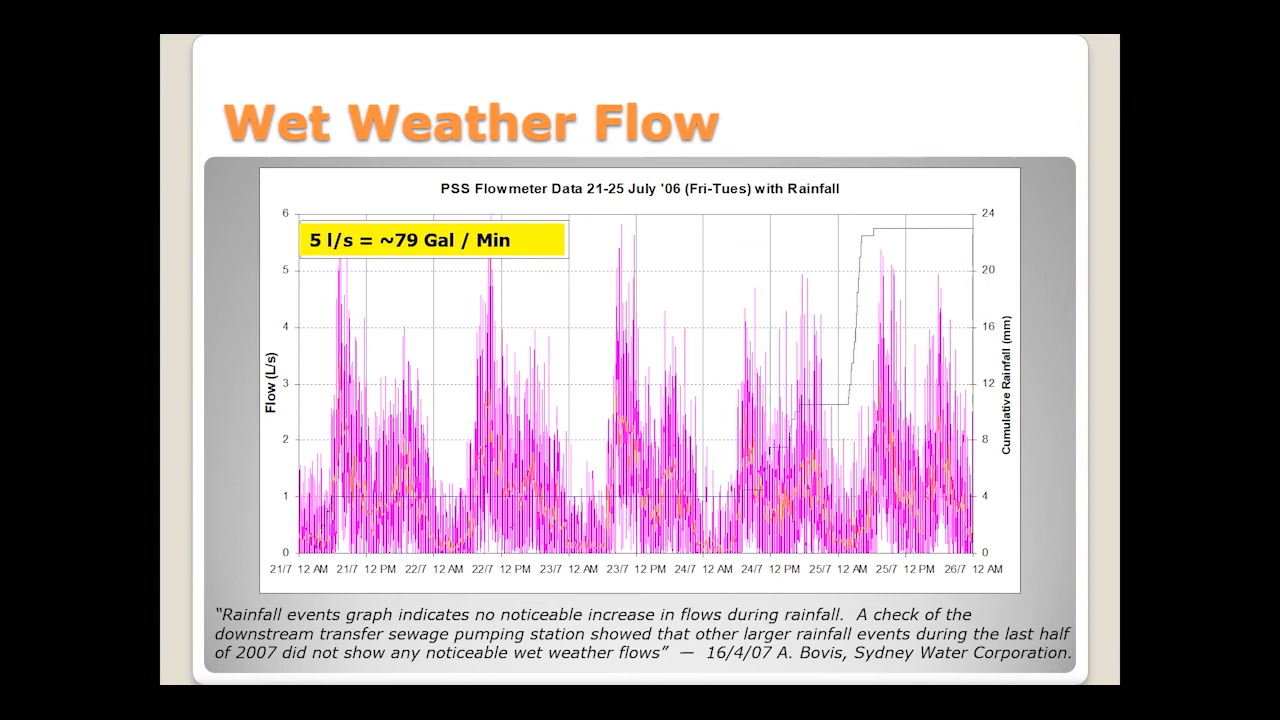 Wet Weather Flow
PSS Flowmeter Data 21-25 July '06 (Fri-Tues) with Rainfall
5 l/s = ~79 Gal / Min
6
5
4
3
2
1
0
Flow (L/s)
24
20
16
12
8
4
0
Cumulative Rainfall (mm)
21/7 12 AM 21/7 12 PM 22/7 12 AM 22/7 12 PM 23/7 12 AM 23/7 12 PM 24/7 12 AM 24/7 12 PM 25/7 12 AM 25/7 12 PM 26/7 12 AM
“Rainfall events graph indicates no noticeable increase in flows during rainfall. A check of the
downstream transfer sewage pumping station showed that other larger rainfall events during the last half
of 2007 did not show any noticeable wet weather flows” — 16/4/07 A. Bovis, Sydney Water Corporation.